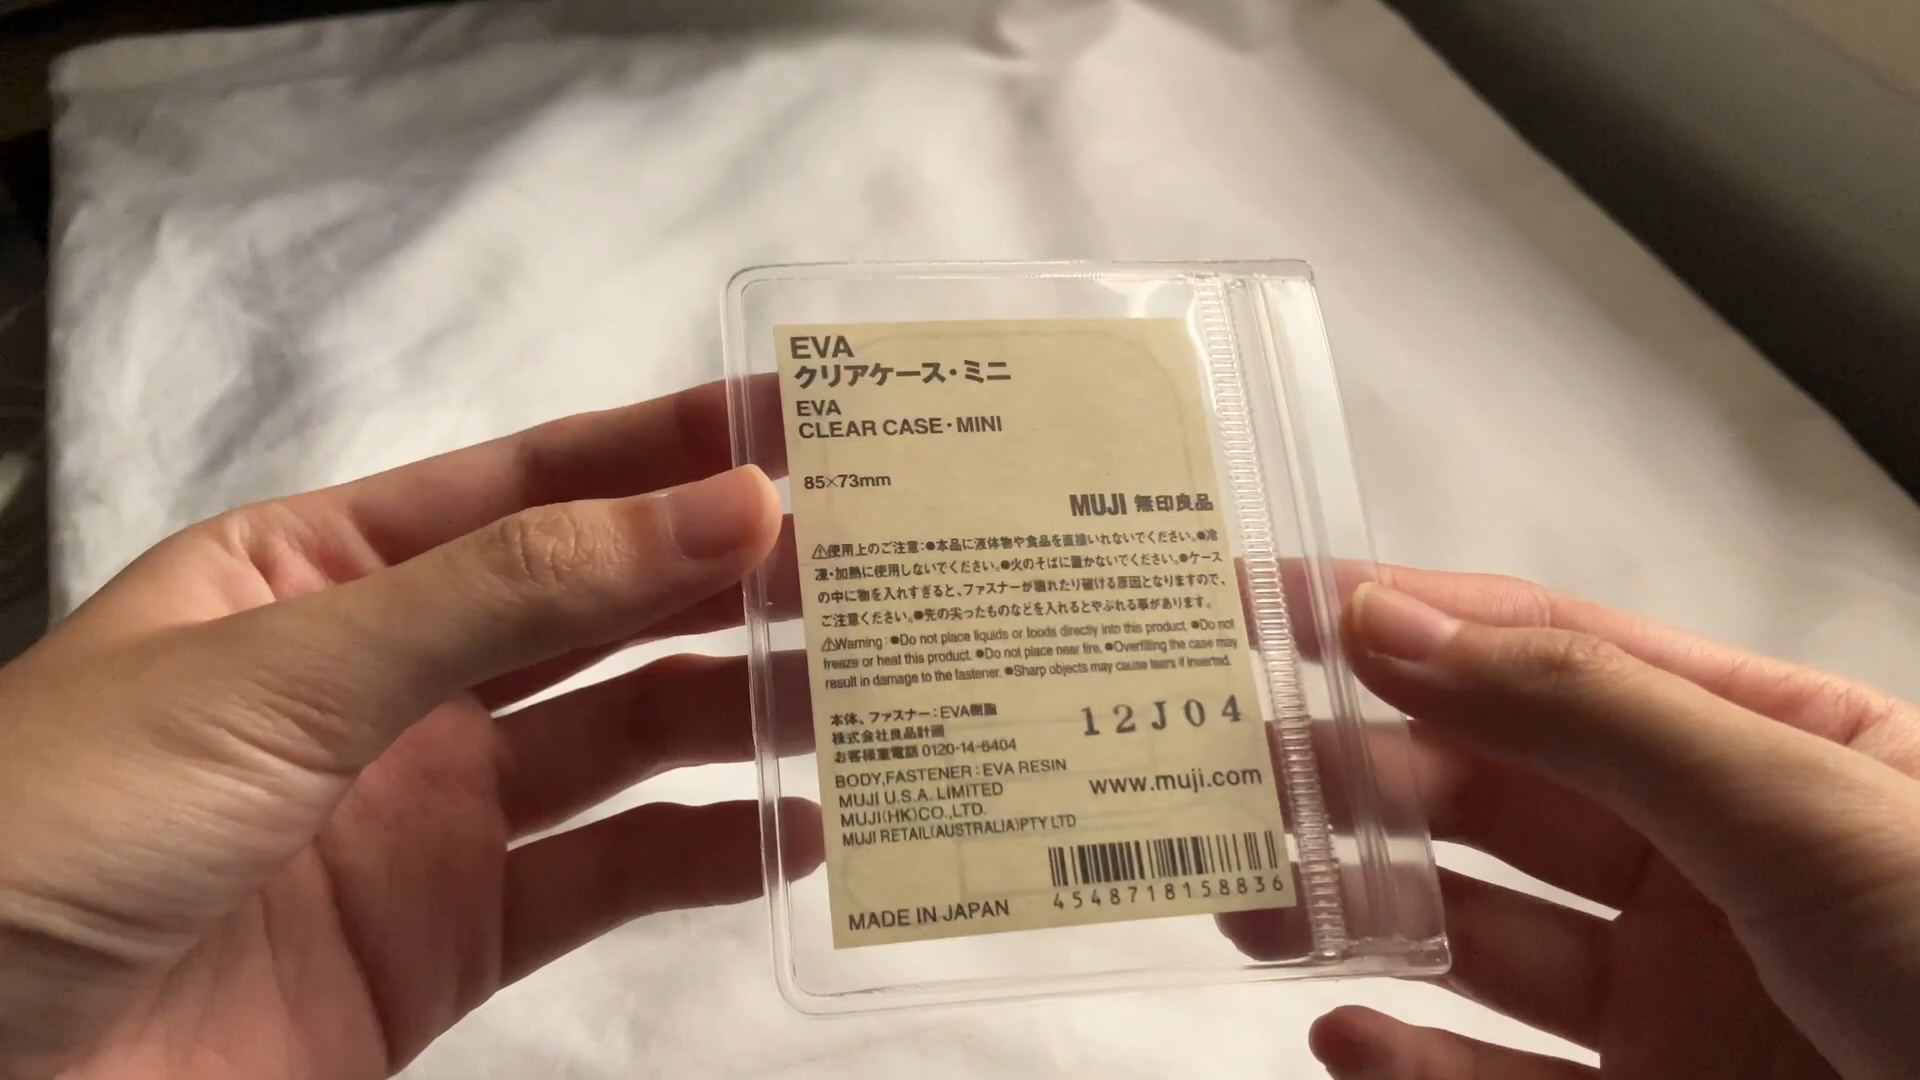 EVA
クリアケース・ミニ
EVA
CLEAR CASE・MINI
85×73mm
MUJI 無印良品
⚠使用上のご注意:●本品に液体物や食品を直接いれないでください。●冷
凍・加熱に使用しないでください。●火のそばに置かないでください。●ケース
の中に物を入れすぎると、ファスナーが壊れたり破ける原因となりますので、
ご注意ください。●先の尖ったものなどを入れるとやぶれる事があります。
⚠Warning:●Do not place liquids or foods directly into this product. ●Do not
freeze or heat this product. ●Do not place near fire. ●Overfilling the case may
result in damage to the fastener. ●Sharp objects may cause tears if inserted.
本体、ファスナー:EVA樹脂
株式会社良品計画
お客様室電話 0120-14-6404
12J04
BODY,FASTENER:EVA RESIN
MUJI U.S.A. LIMITED
MUJI(HK)CO.,LTD.
MUJI RETAIL(AUSTRALIA)PTY LTD
www.muji.com
4548718158836
MADE IN JAPAN